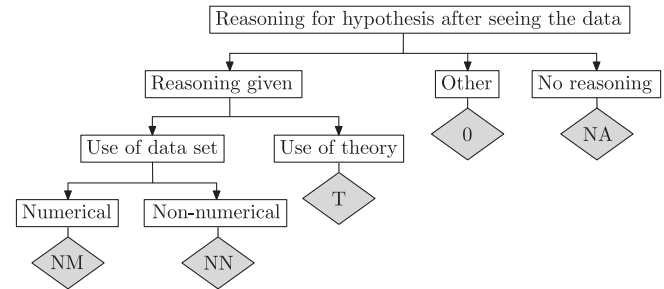 Reasoning for hypothesis after seeing the data
Reasoning given
Other
No reasoning
0
NA
Use of data set
Use of theory
T
Numerical
Non-numerical
NM
NN